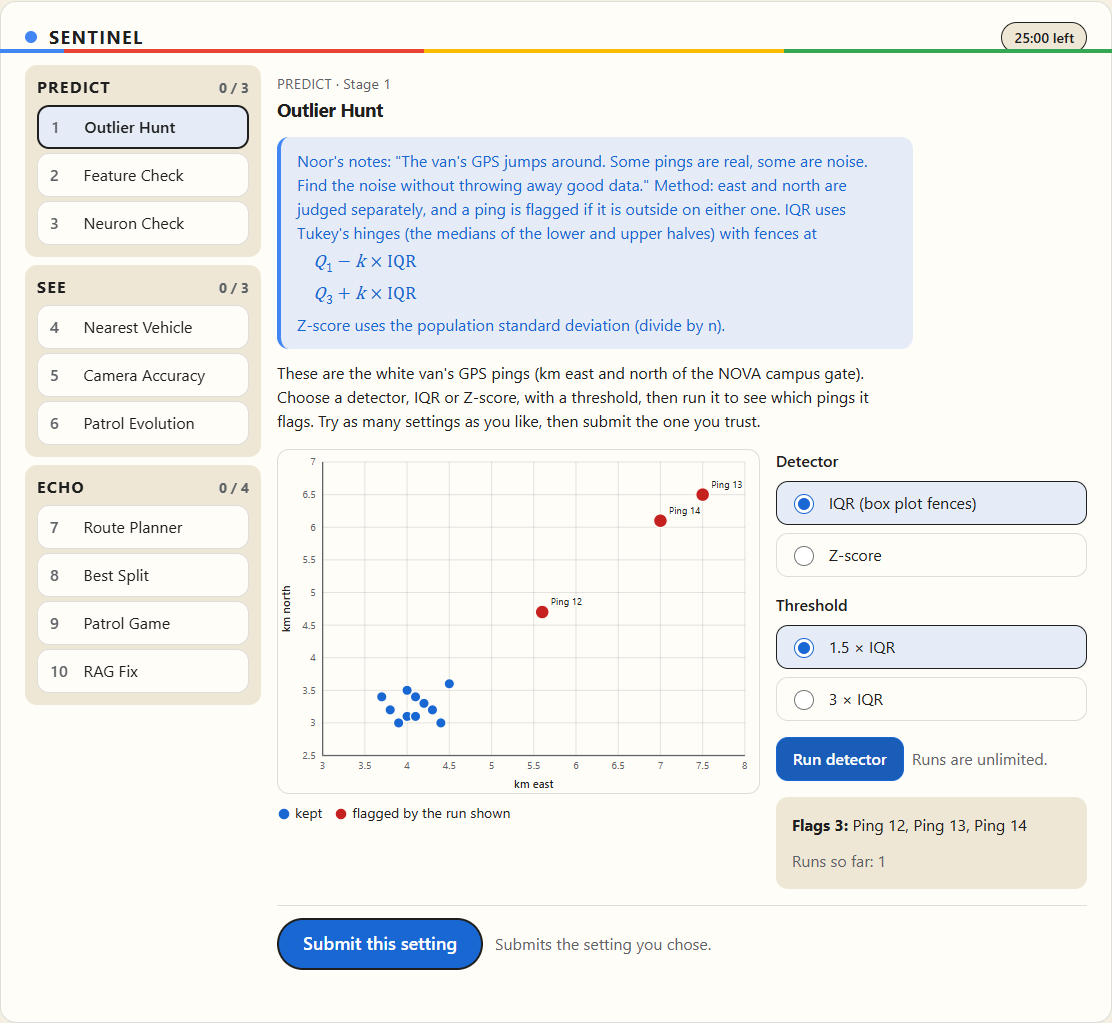 SENTINEL
25:00 left
PREDICT 0 / 3
1 Outlier Hunt
2 Feature Check
3 Neuron Check
SEE 0 / 3
4 Nearest Vehicle
5 Camera Accuracy
6 Patrol Evolution
ECHO 0 / 4
7 Route Planner
8 Best Split
9 Patrol Game
10 RAG Fix
PREDICT · Stage 1
Outlier Hunt
Noor's notes: "The van's GPS jumps around. Some pings are real, some are noise.
Find the noise without throwing away good data." Method: east and north are
judged separately, and a ping is flagged if it is outside on either one. IQR uses
Tukey's hinges (the medians of the lower and upper halves) with fences at
Q1 − k × IQR
Q3 + k × IQR
Z-score uses the population standard deviation (divide by n).
These are the white van's GPS pings (km east and north of the NOVA campus gate).
Choose a detector, IQR or Z-score, with a threshold, then run it to see which pings it
flags. Try as many settings as you like, then submit the one you trust.
km north
7
6.5
6
5.5
5
4.5
4
3.5
3
2.5
Ping 13
Ping 14
Ping 12
3 3.5 4 4.5 5 5.5 6 6.5 7 7.5 8
km east
kept
flagged by the run shown
Detector
IQR (box plot fences)
Z-score
Threshold
1.5 × IQR
3 × IQR
Run detector
Runs are unlimited.
Flags 3: Ping 12, Ping 13, Ping 14
Runs so far: 1
Submit this setting
Submits the setting you chose.